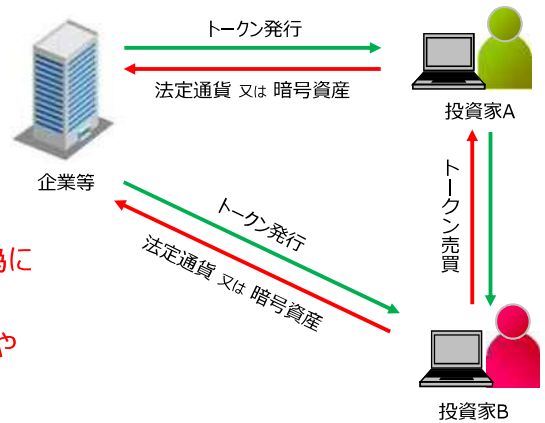 トークン発行
法定通貨 又は 暗号資産
投資家A
企業等
トークン売買
トークン発行
法定通貨 又は 暗号資産
に
や
投資家B